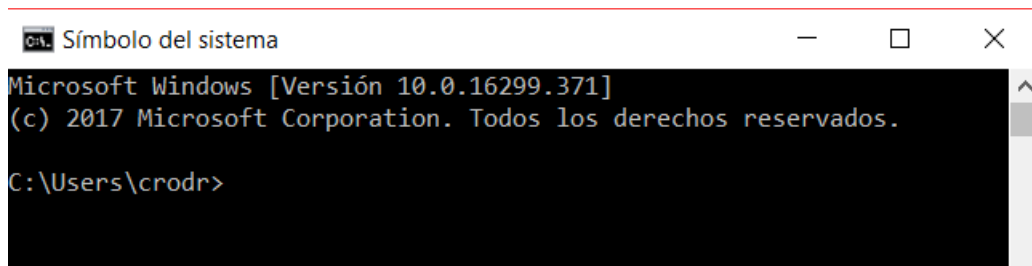 Símbolo del sistema
Microsoft Windows [Versión 10.0.16299.371]
(c) 2017 Microsoft Corporation. Todos los derechos reservados.
C:\Users\crodr>